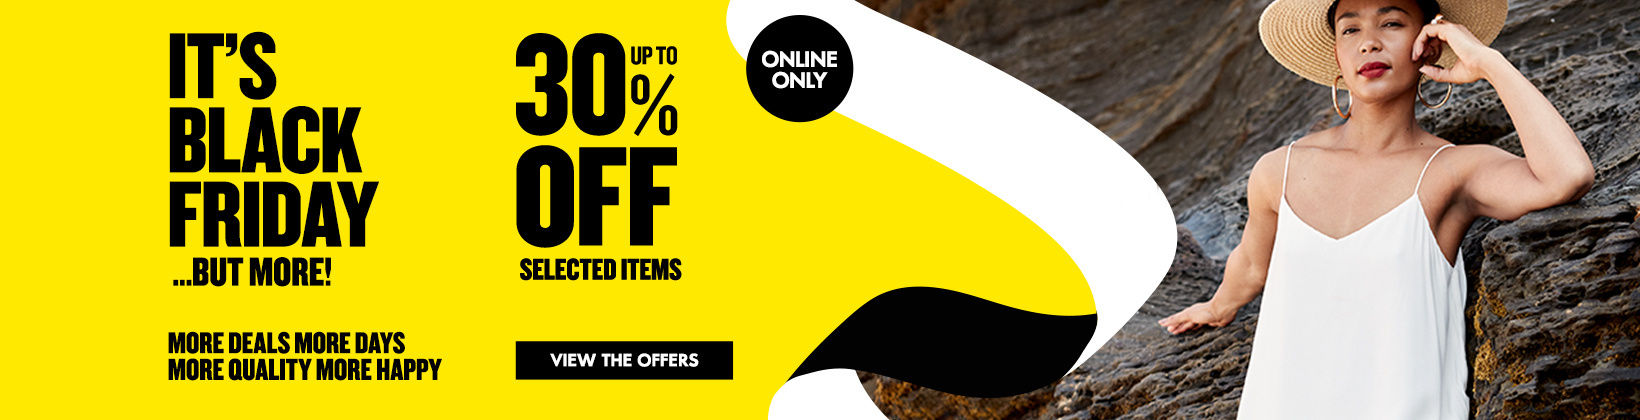 IT'S
BLACK
FRIDAY
...BUT MORE!
MORE DEALS MORE DAYS
MORE QUALITY MORE HAPPY
UP TO
30%
OFF
SELECTED ITEMS
VIEW THE OFFERS
ONLINE
ONLY